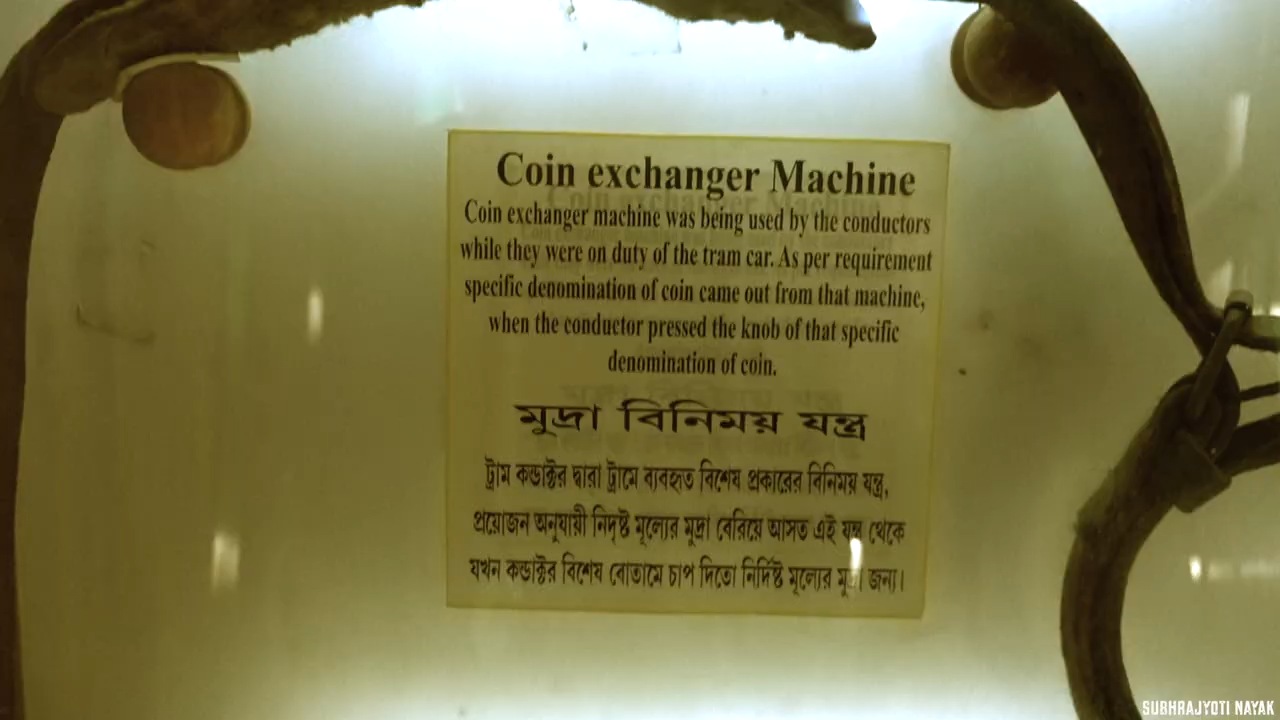 Coin exchanger Machine
Coin exchanger machine was being used by the conductors
while they were on duty of the tram car. As per requirement
specific denomination of coin came out from that machine,
when the conductor pressed the knob of that specific
denomination of coin.
মুদ্রা বিনিময় যন্ত্র
ট্রাম কন্ডাক্টর দ্বারা ট্রামে ব্যবহৃত বিশেষ প্রকারের বিনিময় যন্ত্র,
প্রয়োজন অনুযায়ী নিদৃষ্ট মূল্যের মুদ্রা বেরিয়ে আসত এই যন্ত্র থেকে
যখন কন্ডাক্টর বিশেষ বোতামে চাপ দিতো নির্দিষ্ট মূল্যের মুদ্রা জন্য।
SUBHRAJYOTI NAYAK